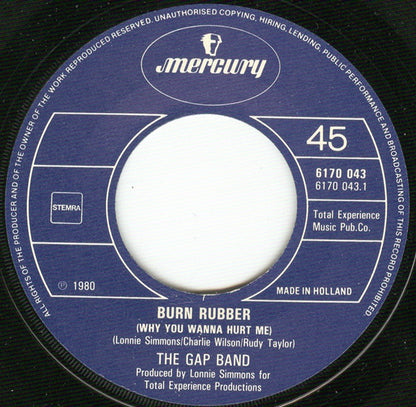 ALL RIGHTS OF THE PRODUCER AND OF THE OWNER OF THE WORK REPRODUCED RESERVED. UNAUTHORISED COPYING, HIRING, LENDING, PUBLIC PERFORMANCE AND BROADCASTING OF THIS RECORD PROHIBITED
mercury
45
6170 043
6170 043.1
STEMRA
Total Experience
Music Pub.Co.
℗ 1980
MADE IN HOLLAND
BURN RUBBER
(WHY YOU WANNA HURT ME)
(Lonnie Simmons/Charlie Wilson/Rudy Taylor)
THE GAP BAND
Produced by Lonnie Simmons for
Total Experience Productions